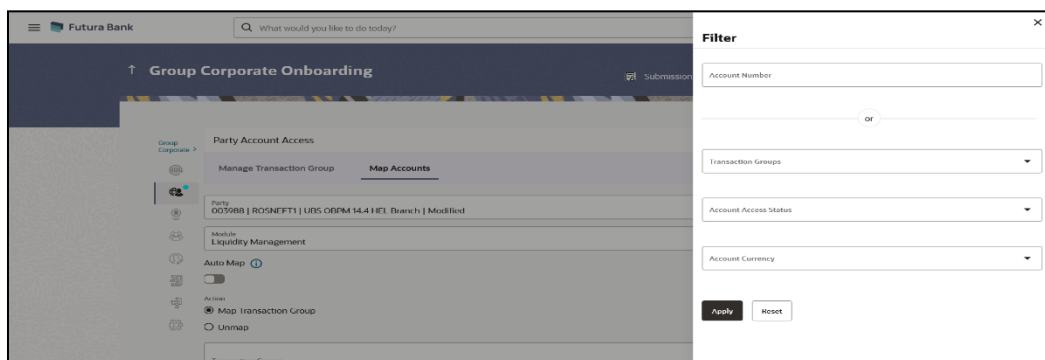 Futura Bank
What would you like to do today?
Group Corporate Onboarding
Submission
Group
Corporate >
Party Account Access
Manage Transaction Group
Map Accounts
Party
003988 | ROSNEFT1 | UBS OBPM 14.4 HEL Branch | Modified
Module
Liquidity Management
Auto Map
Action
Map Transaction Group
Unmap
Filter
Account Number
or
Transaction Groups
Account Access Status
Account Currency
Apply
Reset